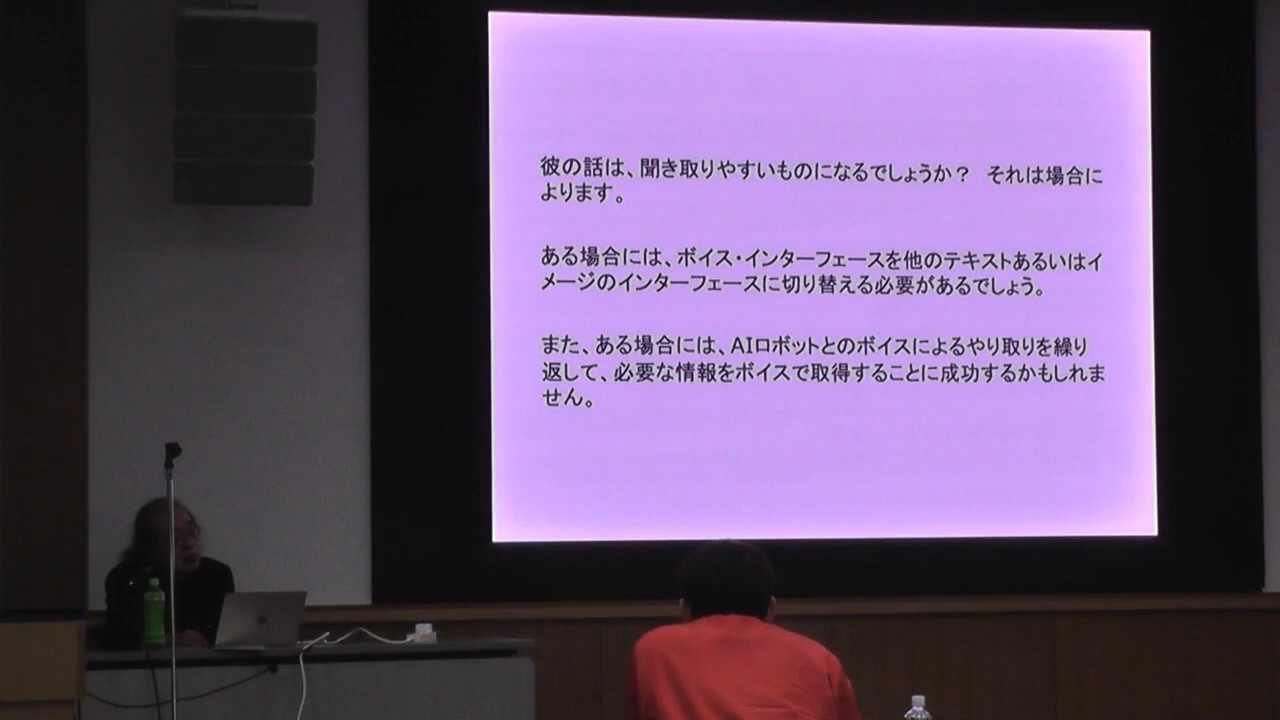 彼の話は、聞き取りやすいものになるでしょうか？　それは場合に
よります。
ある場合には、ボイス・インターフェースを他のテキストあるいはイ
メージのインターフェースに切り替える必要があるでしょう。
また、ある場合には、AIロボットとのボイスによるやり取りを繰り
返して、必要な情報をボイスで取得することに成功するかもしれま
せん。